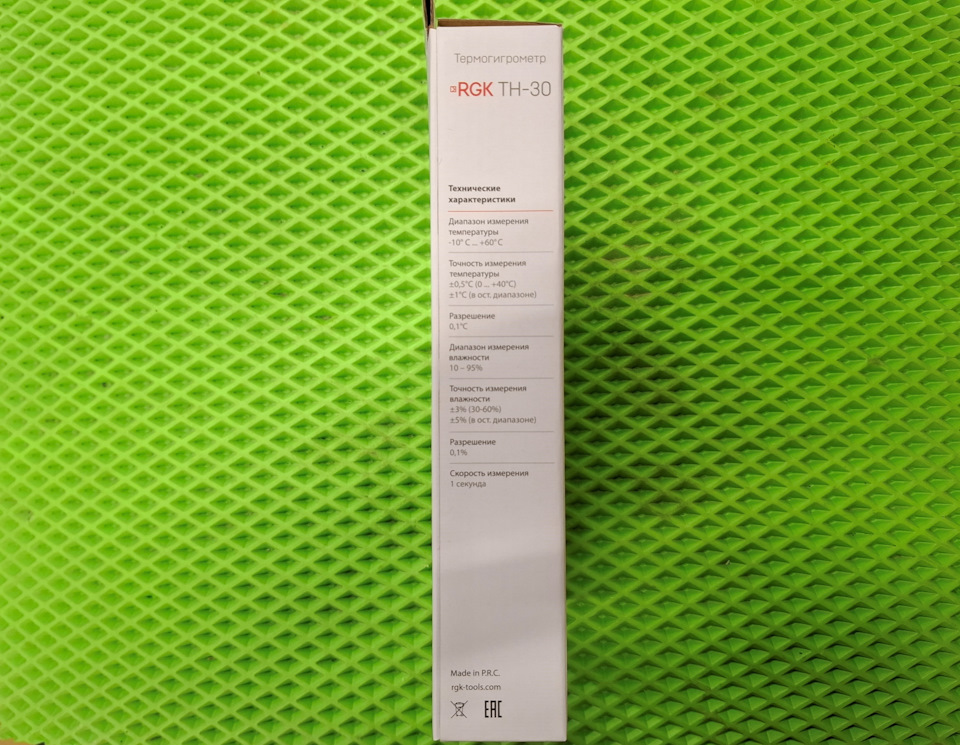 Термогигрометр
RGK TH-30
Технические
характеристики
Диапазон измерения
температуры
-10° C ... +60° C
Точность измерения
температуры
±0,5°C (0 ... +40°C)
±1°C (в ост. диапазоне)
Разрешение
0,1°C
Диапазон измерения
влажности
10 – 95%
Точность измерения
влажности
±3% (30-60%)
±5% (в ост. диапазоне)
Разрешение
0,1%
Скорость измерения
1 секунда
Made in P.R.C.
rgk-tools.com
EAC